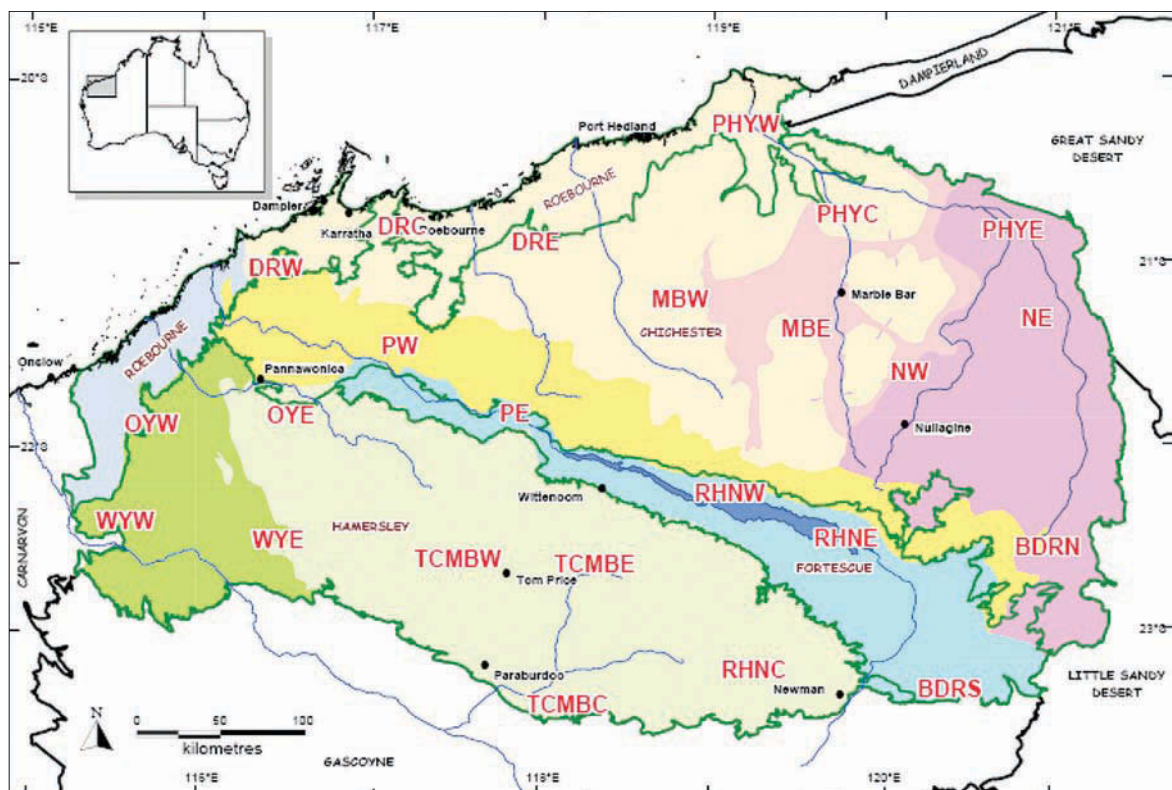 115°E
117°E
119°E
121°E
20°S
DAMPIERLAND
Port Hedland
PHYW
GREAT SANDY
DESERT
ROEBOURNE
Dampier
Karratha
DRC
Roebourne
DRE
PHYC
PHYE
DRW
21°S
21°S
MBW
Marble Bar
CHICHESTER
MBE
NE
ROEBOURNE
PW
Onslow
Pannawonica
NW
OYW
OYE
PE
Nullagine
22°S
22°S
Wittenoom
RHNW
WYW
HAMERSLEY
WYE
RHNE
BDRN
CARNARVON
TCMBW
TCMBE
FORTESCUE
Tom Price
23°S
RHNC
Paraburdoo
Newman
BDRS
LITTLE SANDY
DESERT
TCMBC
N
0
50
100
kilometres
GASCOYNE
116°E
118°E
120°E